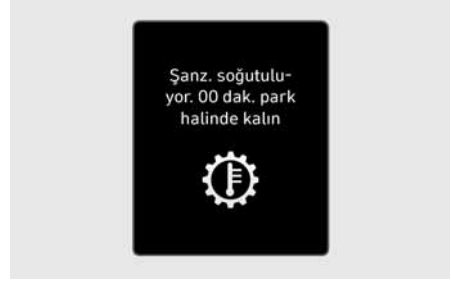 Şanz. soğutulu-
yor. 00 dak. park
halinde kalın